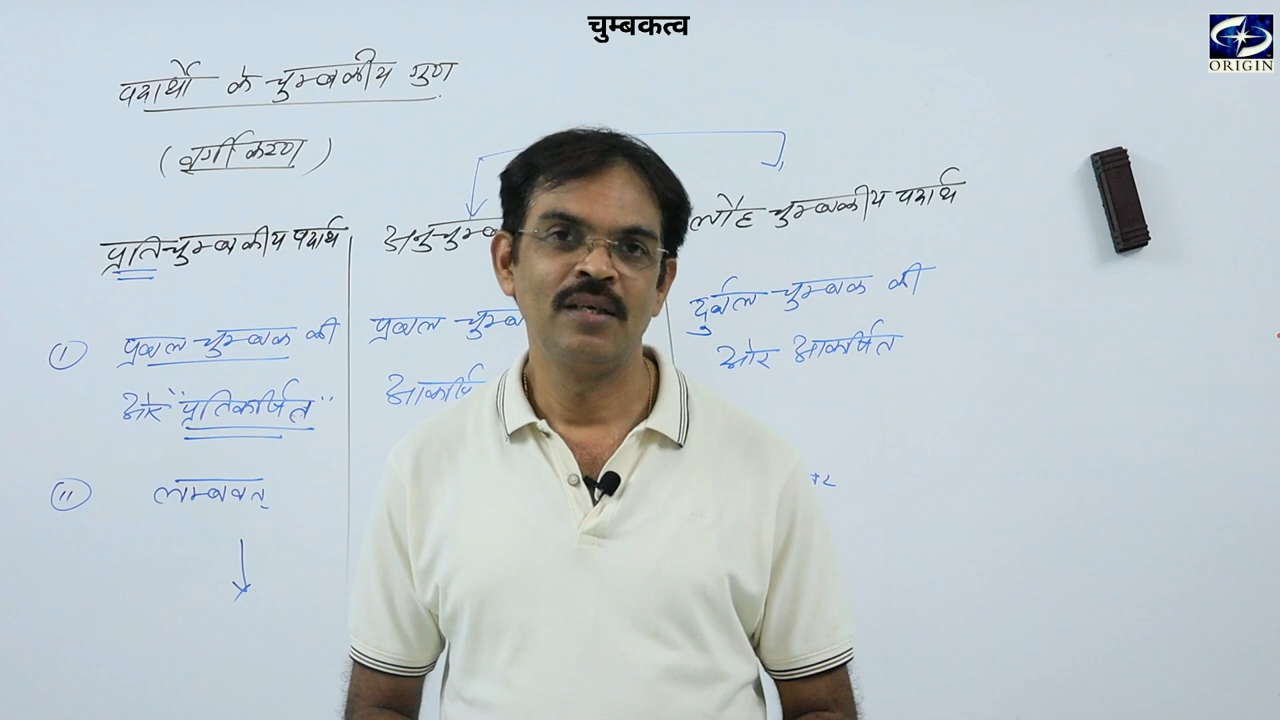 चुम्बकत्व
ORIGIN
पदार्थो के चुम्बकीय गुण
(वर्गीकरण)
प्रतिचुम्बकीय पदार्थ
लौह चुम्बकीय पदार्थ
(i) प्रबल चुम्बक की
ओर "प्रतिकर्षित"
प्रबल
दुर्बल चुम्बक की
ओर आकर्षित
(ii) लम्बवत्